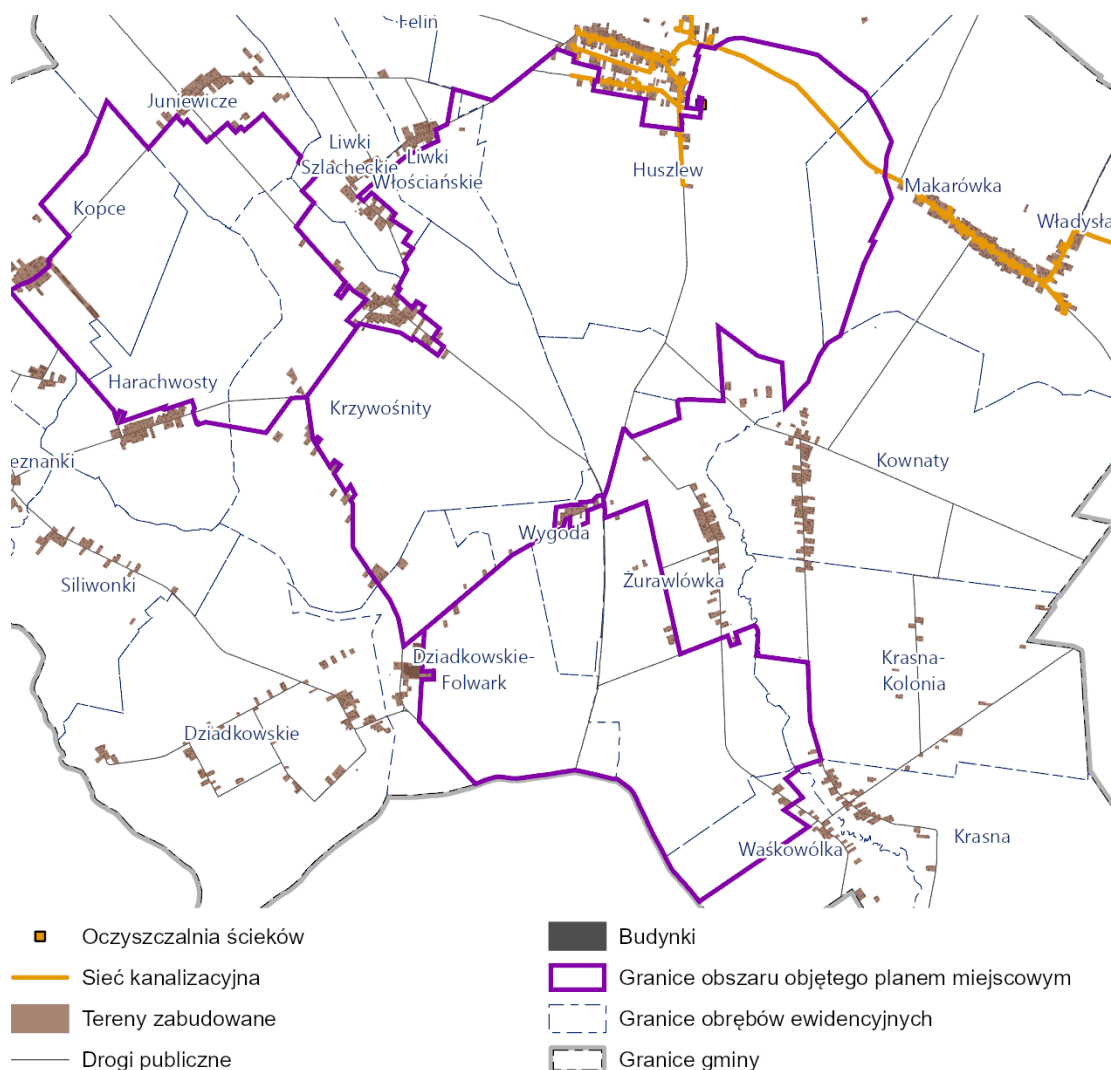 Felin
Juniewicze
Liwki
Szlacheckie
Liwki
Włościańskie
Huszlew
Makarówka
Władysła
Kopce
Harachwosty
Krzywośnity
eznanki
Kownaty
Wygoda
Siliwonki
Żurawlówka
Dziadkowskie-
Folwark
Krasna-
Kolonia
Dziadkowskie
Waśkowólka
Krasna
Oczyszczalnia ścieków
Sieć kanalizacyjna
Tereny zabudowane
Drogi publiczne
Budynki
Granice obszaru objętego planem miejscowym
Granice obrębów ewidencyjnych
Granice gminy